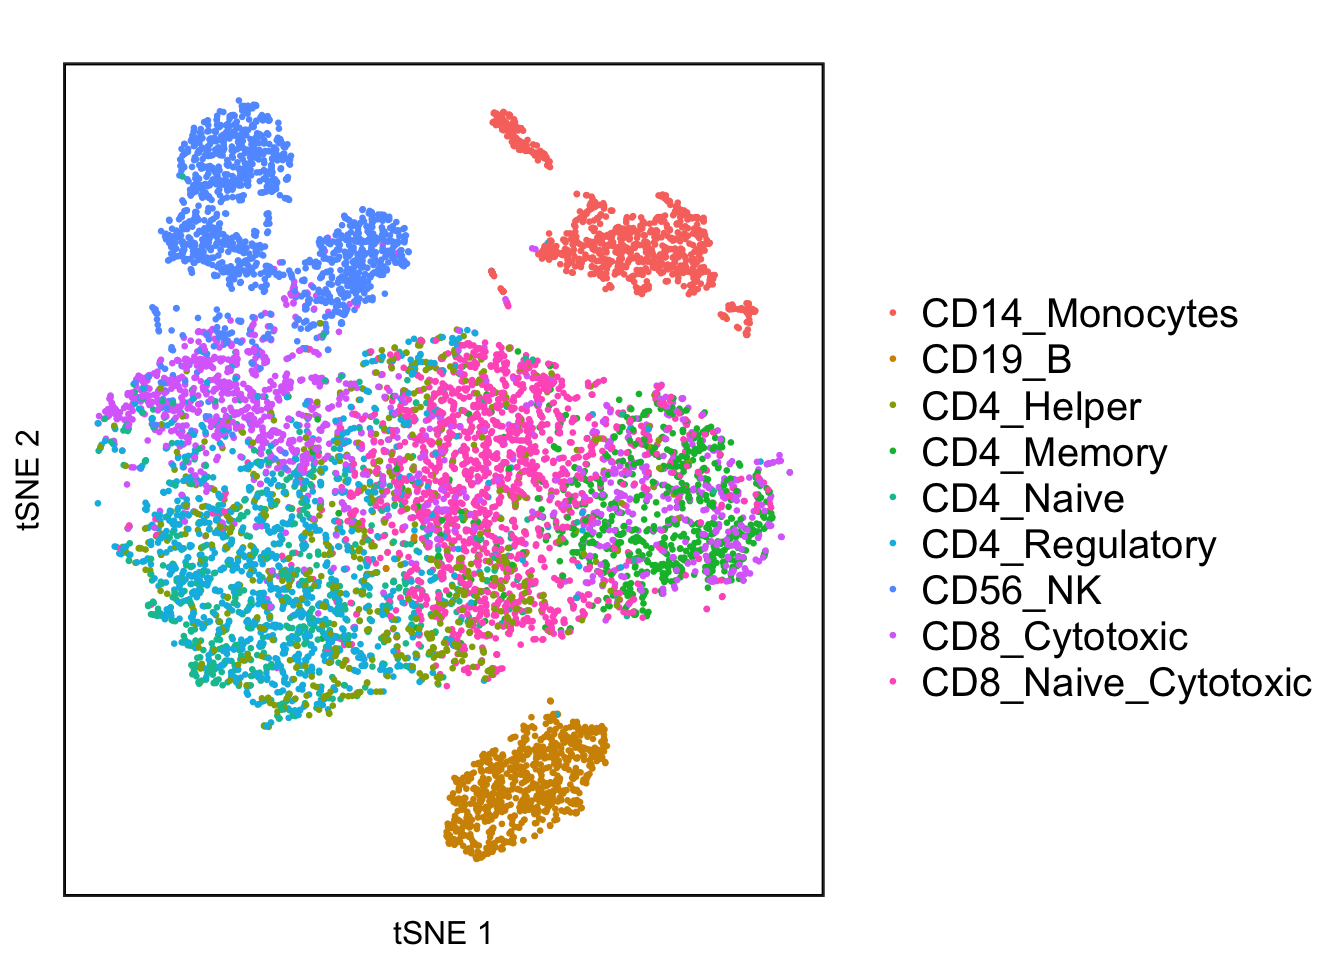 tSNE 2
tSNE 1
CD14_Monocytes
CD19_B
CD4_Helper
CD4_Memory
CD4_Naive
CD4_Regulatory
CD56_NK
CD8_Cytotoxic
CD8_Naive_Cytotoxic